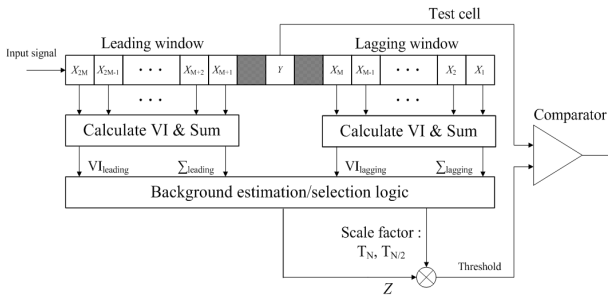 Test cell
Leading window
Lagging window
Input signal
X2M X2M-1 • • • XM+2 XM+1 Y XM XM-1 • • • X2 X1
• • • • • •
Comparator
Calculate VI & Sum
Calculate VI & Sum
VIleading ∑leading VIlagging ∑lagging
Background estimation/selection logic
Scale factor :
TN, TN/2
Threshold
Z